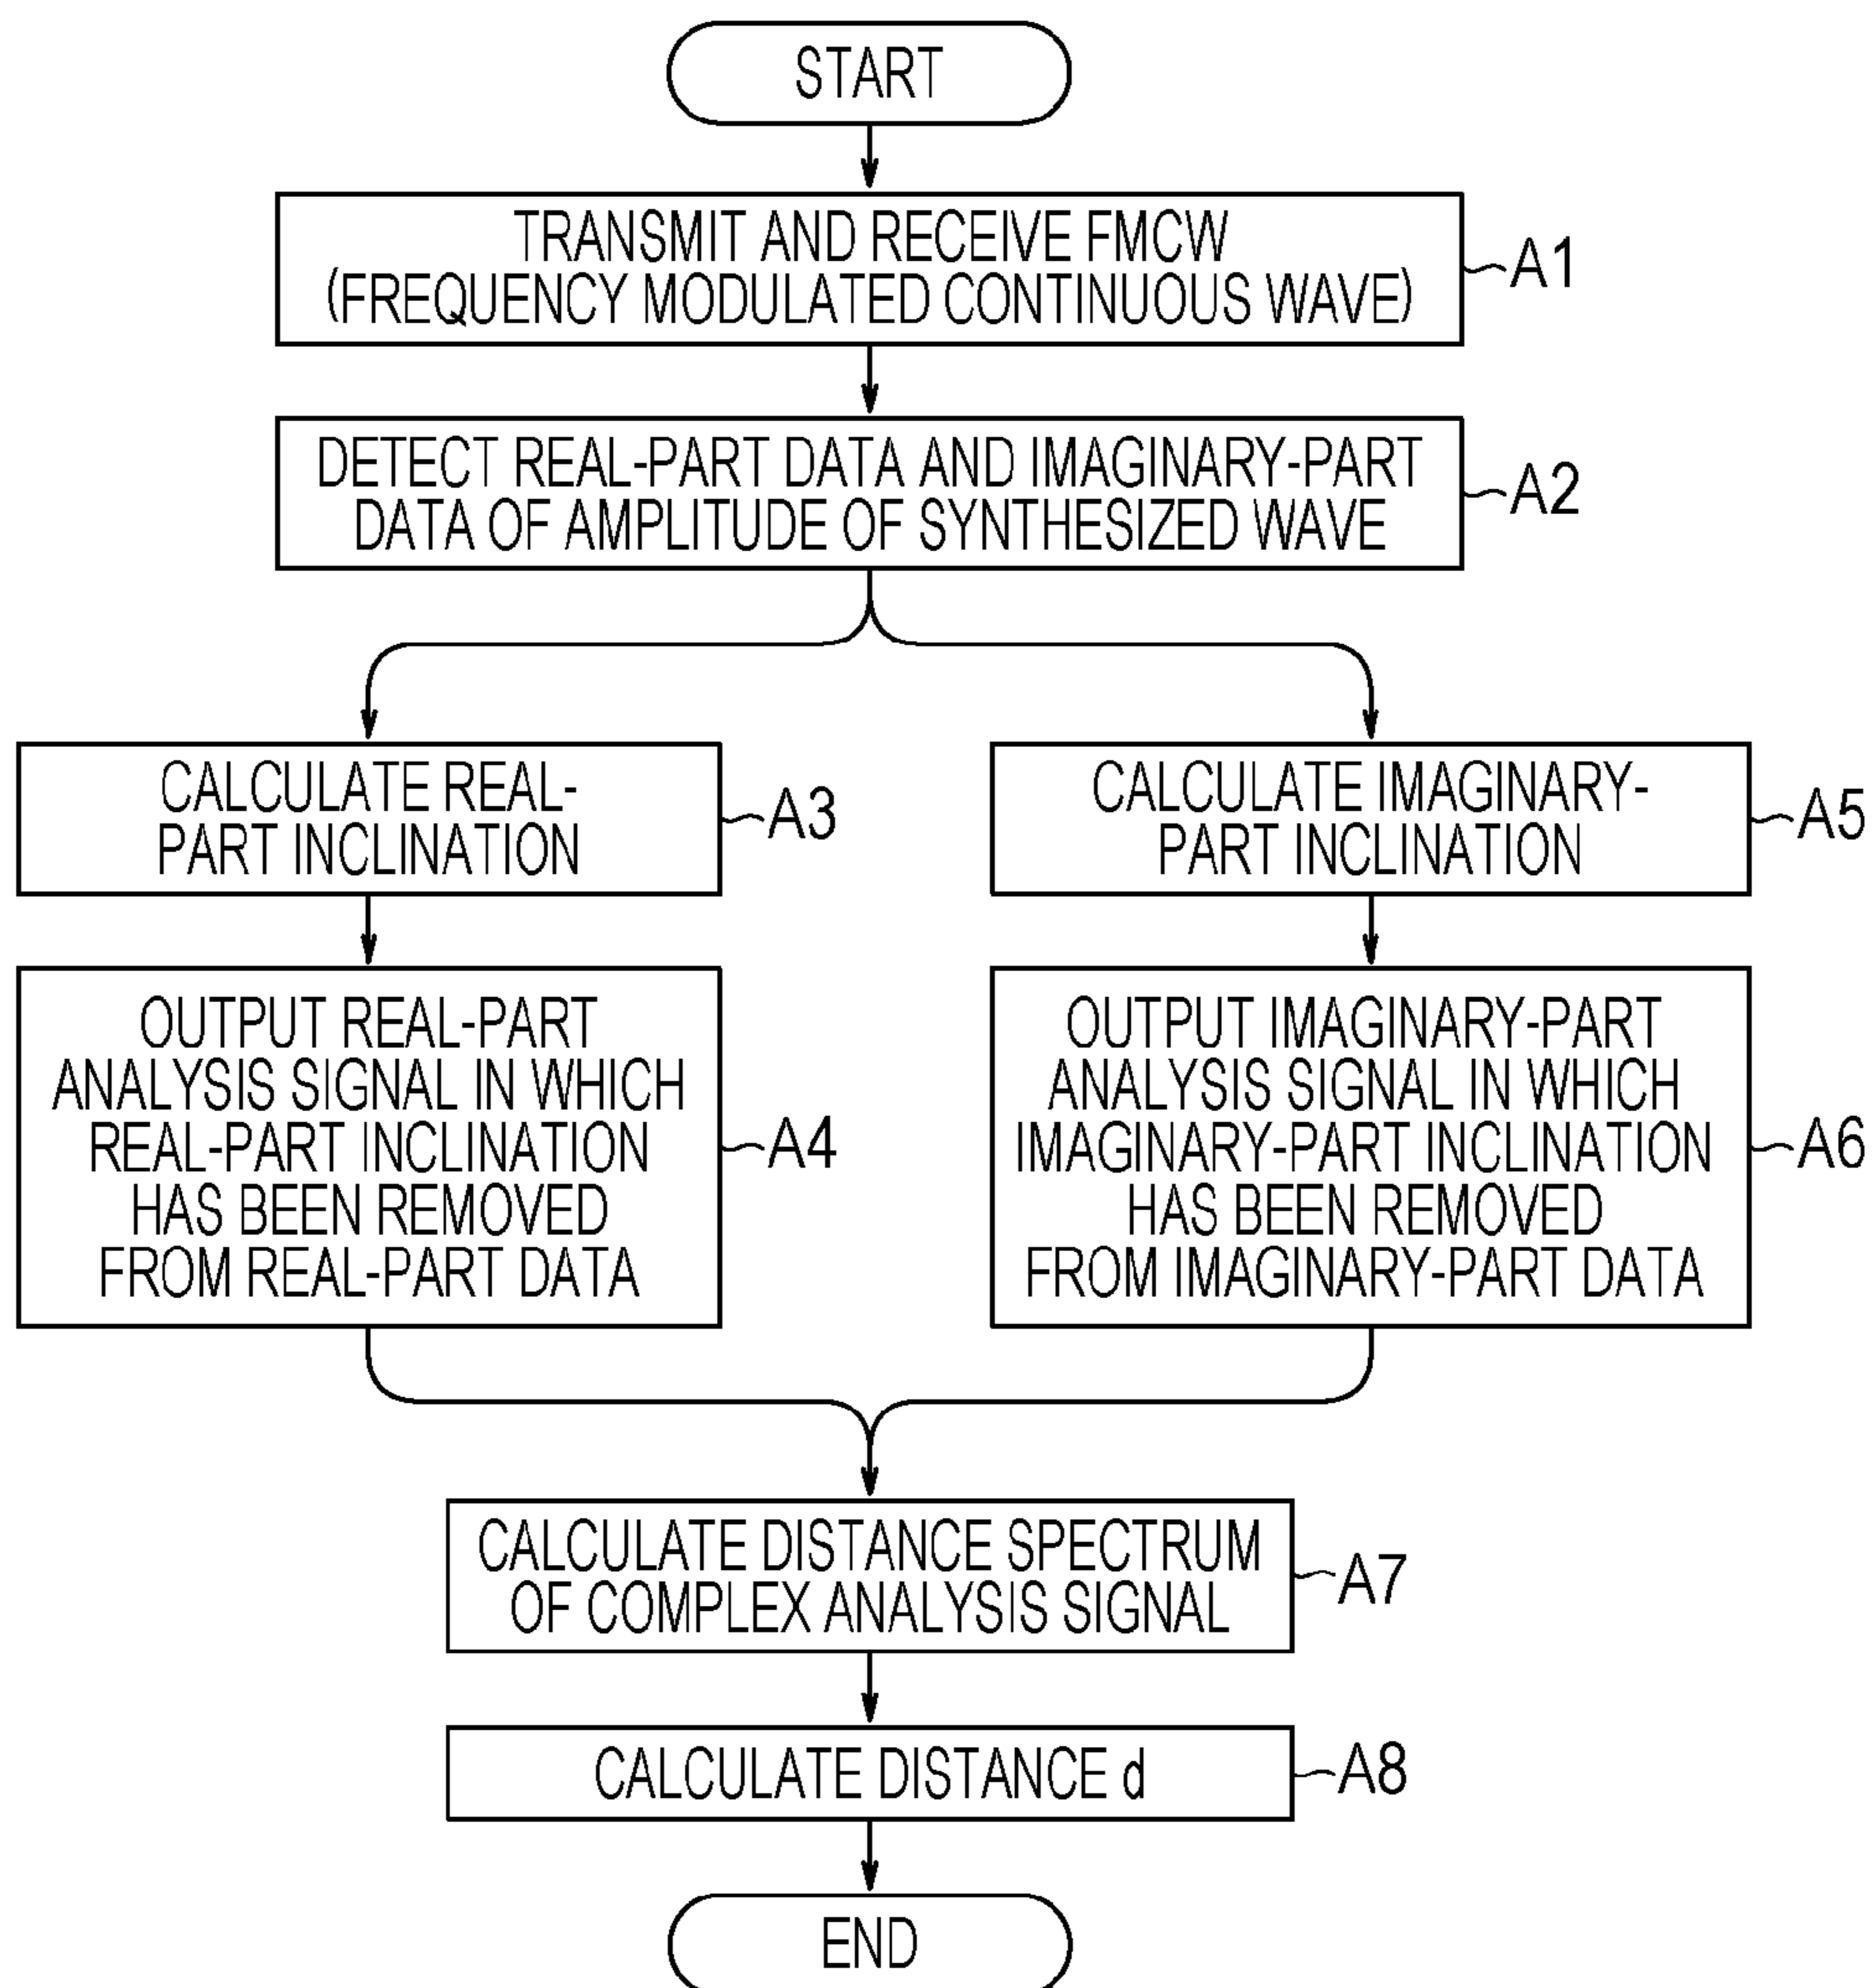 START
TRANSMIT AND RECEIVE FMCW
(FREQUENCY MODULATED CONTINUOUS WAVE)
A1
DETECT REAL-PART DATA AND IMAGINARY-PART
DATA OF AMPLITUDE OF SYNTHESIZED WAVE
A2
CALCULATE REAL-
PART INCLINATION
A3
CALCULATE IMAGINARY-
PART INCLINATION
A5
OUTPUT REAL-PART
ANALYSIS SIGNAL IN WHICH
REAL-PART INCLINATION
HAS BEEN REMOVED
FROM REAL-PART DATA
A4
OUTPUT IMAGINARY-PART
ANALYSIS SIGNAL IN WHICH
IMAGINARY-PART INCLINATION
HAS BEEN REMOVED
FROM IMAGINARY-PART DATA
A6
CALCULATE DISTANCE SPECTRUM
OF COMPLEX ANALYSIS SIGNAL
A7
CALCULATE DISTANCE d
A8
END